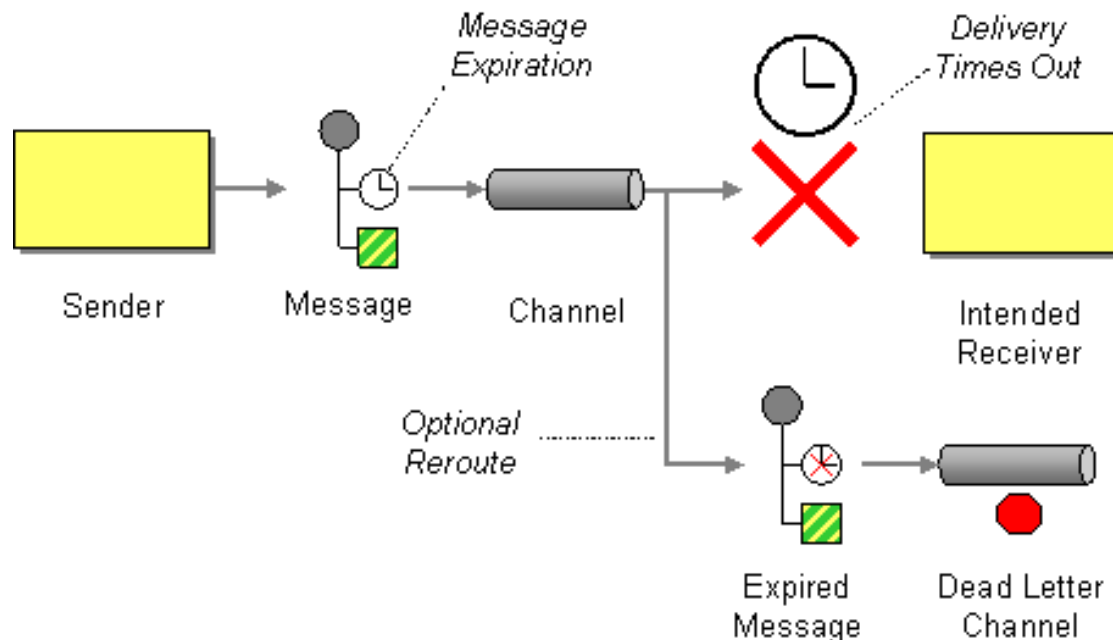 Message
Expiration
Delivery
Times Out
Sender
Message
Channel
Intended
Receiver
Optional
Reroute
Expired
Message
Dead Letter
Channel